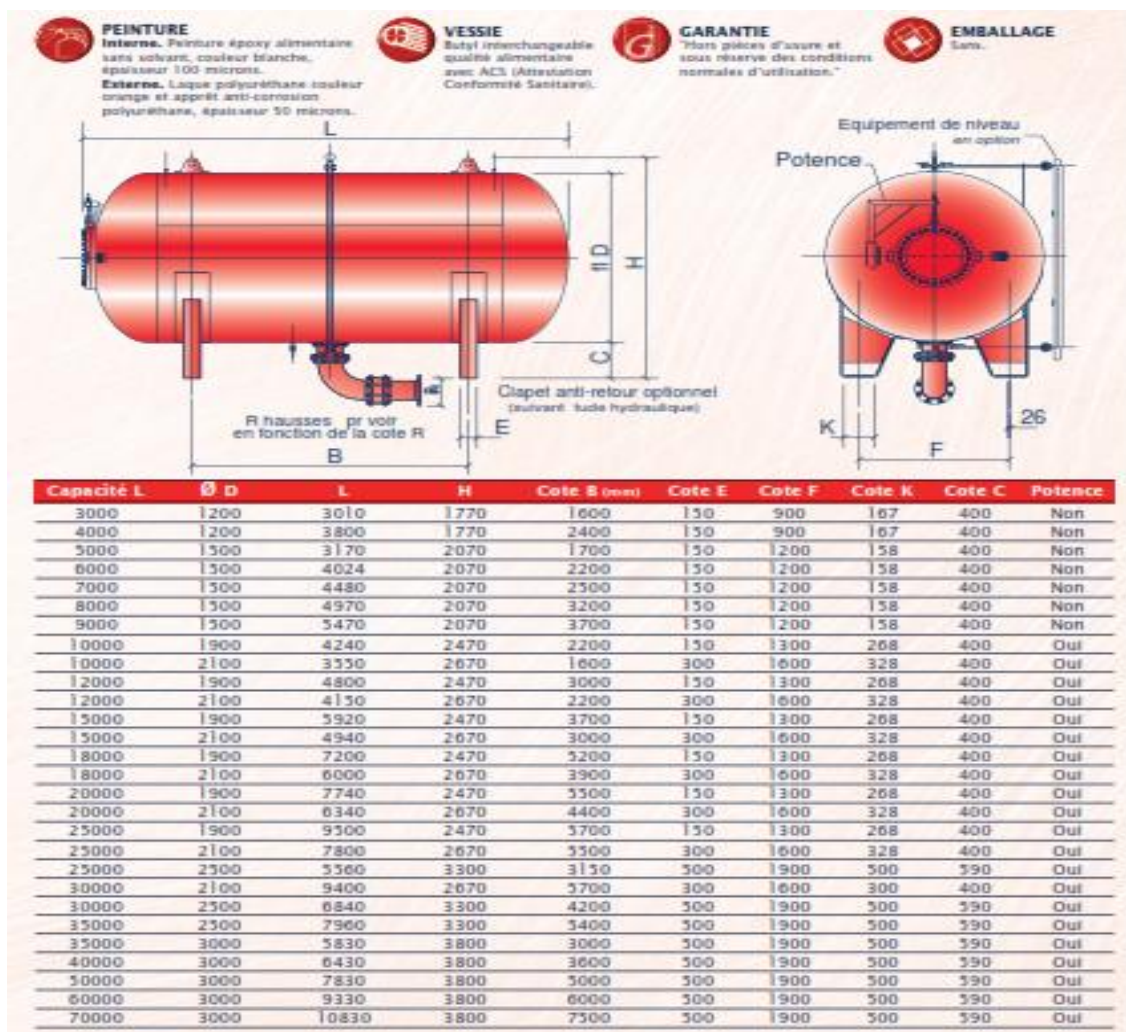 PEINTURE
Interne. Peinture époxy alimentaire
sans solvant, couleur blanche,
épaisseur 100 microns.
Externe. Laque polyuréthane couleur
orange et apprêt anti-corrosion
polyuréthane, épaisseur 50 microns.
VESSIE
Butyl interchangeable
qualité alimentaire
avec ACS (Attestation
Conformité Sanitaire).
GARANTIE
"Hors pièces d'usure et
sous réserve des conditions
normales d'utilisation."
EMBALLAGE
Sans.
L
Equipement de niveau
en option
Potence
fl D
H
C
Clapet anti-retour optionnel
(suivant tude hydraulique)
R hausses pr voir
en fonction de la cote R
E
B
K
26
F
Capacité L Ø D L H Cote B (mm) Cote E Cote F Cote K Cote C Potence
3000 1200 3010 1770 1600 150 900 167 400 Non
4000 1200 3800 1770 2400 150 900 167 400 Non
5000 1500 3170 2070 1700 150 1200 158 400 Non
6000 1500 4024 2070 2200 150 1200 158 400 Non
7000 1500 4480 2070 2500 150 1200 158 400 Non
8000 1500 4970 2070 3200 150 1200 158 400 Non
9000 1500 5470 2070 3700 150 1200 158 400 Non
10000 1900 4240 2470 2200 150 1300 268 400 Oui
10000 2100 3550 2670 1600 300 1600 328 400 Oui
12000 1900 4800 2470 3000 150 1300 268 400 Oui
12000 2100 4150 2670 2200 300 1600 328 400 Oui
15000 1900 5920 2470 3700 150 1300 268 400 Oui
15000 2100 4940 2670 3000 300 1600 328 400 Oui
18000 1900 7200 2470 5200 150 1300 268 400 Oui
18000 2100 6000 2670 3900 300 1600 328 400 Oui
20000 1900 7740 2470 5500 150 1300 268 400 Oui
20000 2100 6340 2670 4400 300 1600 328 400 Oui
25000 1900 9500 2470 5700 150 1300 268 400 Oui
25000 2100 7800 2670 5500 300 1600 328 400 Oui
25000 2500 5560 3300 3150 500 1900 500 590 Oui
30000 2100 9400 2670 5700 300 1600 300 400 Oui
30000 2500 6840 3300 4200 500 1900 500 590 Oui
35000 2500 7960 3300 5400 500 1900 500 590 Oui
35000 3000 5830 3800 3000 500 1900 500 590 Oui
40000 3000 6430 3800 3600 500 1900 500 590 Oui
50000 3000 7830 3800 5000 500 1900 500 590 Oui
60000 3000 9330 3800 6000 500 1900 500 590 Oui
70000 3000 10830 3800 7500 500 1900 500 590 Oui